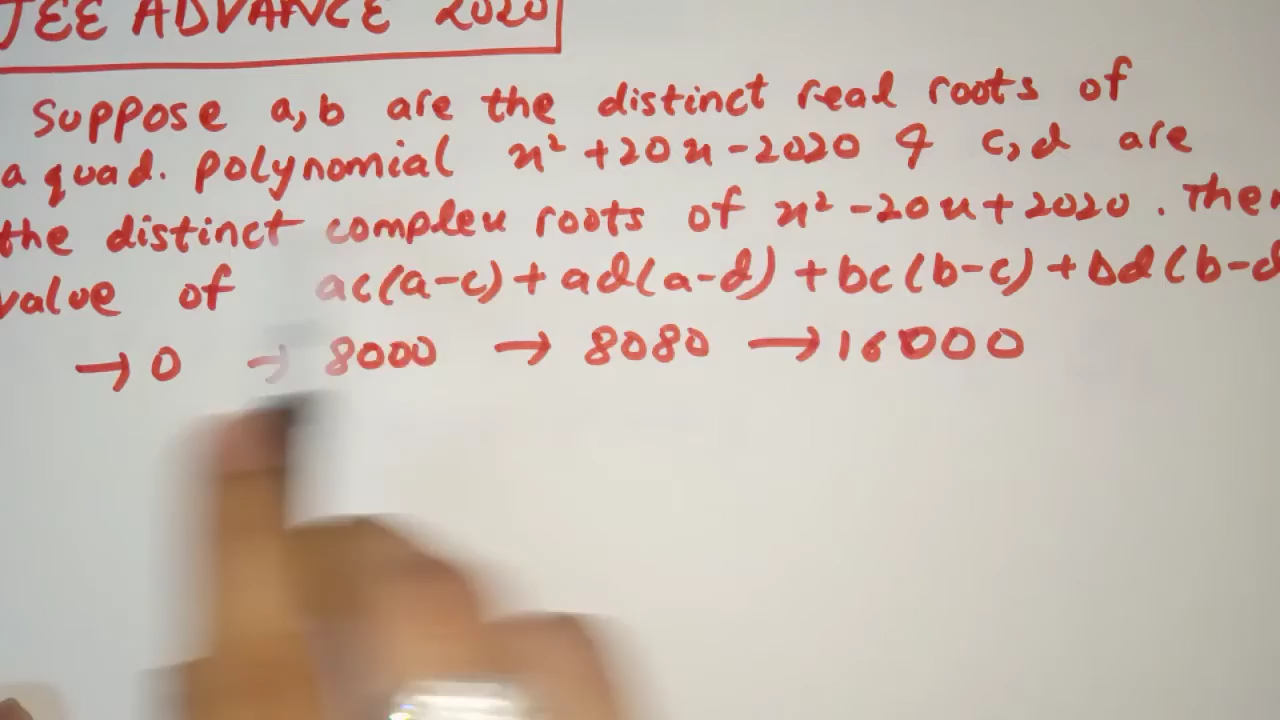 JEE ADVANCE 2020
Suppose a,b are the distinct real roots of
a quad. polynomial x² +20x-2020 & c,d are
the distinct complex roots of x²-20x+2020. Then
value of ac(a-c)+ad(a-d)+bc(b-c)+bd(b-d
→0 → 8000 → 8080 →16000